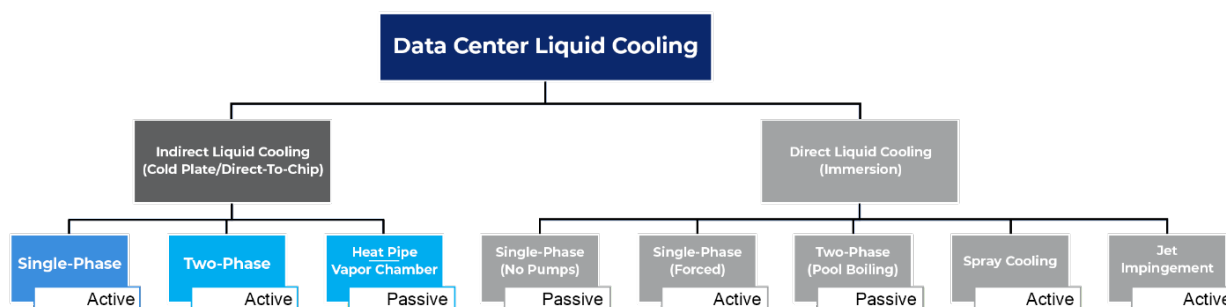 Data Center Liquid Cooling
Indirect Liquid Cooling
(Cold Plate/Direct-To-Chip)
Direct Liquid Cooling
(Immersion)
Single-Phase
Active
Two-Phase
Active
Heat Pipe
Vapor Chamber
Passive
Single-Phase
(No Pumps)
Passive
Single-Phase
(Forced)
Active
Two-Phase
(Pool Boiling)
Passive
Spray Cooling
Active
Jet
Impingement
Active